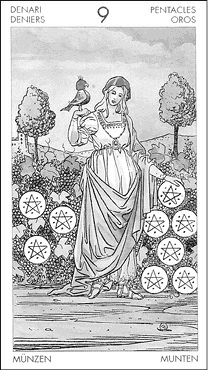 DENARI 9 PENTACLES
DENIERS OROS
MÜNZEN MUNTEN